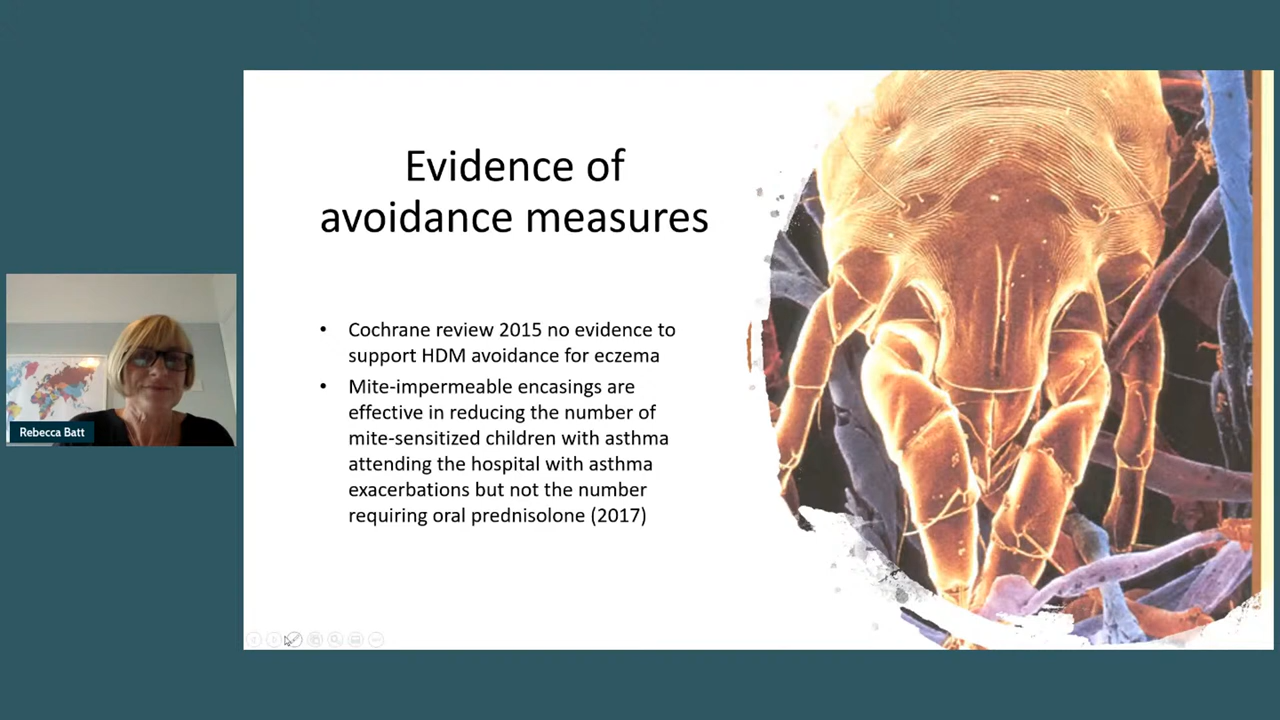 Evidence of
avoidance measures
• Cochrane review 2015 no evidence to
support HDM avoidance for eczema
• Mite-impermeable encasings are
effective in reducing the number of
mite-sensitized children with asthma
attending the hospital with asthma
exacerbations but not the number
requiring oral prednisolone (2017)
Rebecca Batt